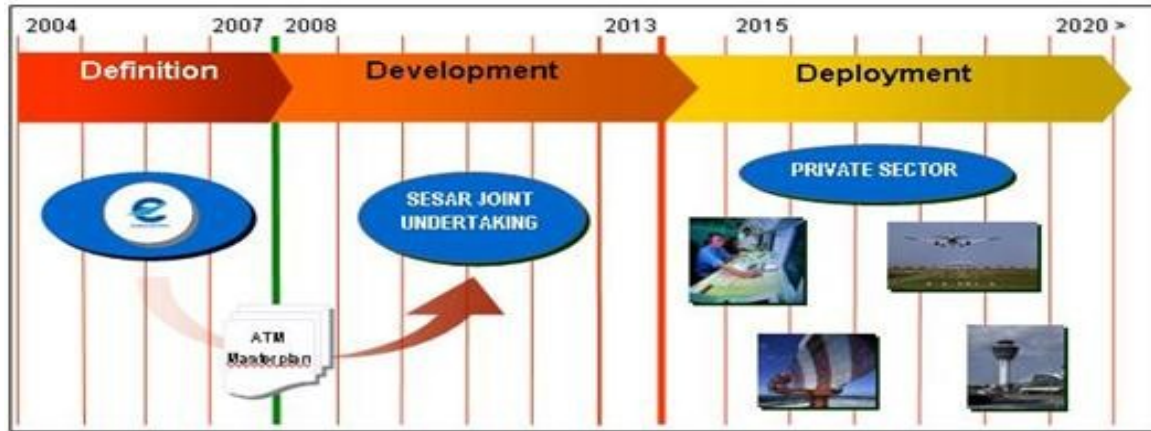 2004 2007 2008 2013 2015 2020 >
Definition Development Deployment
SESAR JOINT
UNDERTAKING
PRIVATE SECTOR
ATM
Masterplan